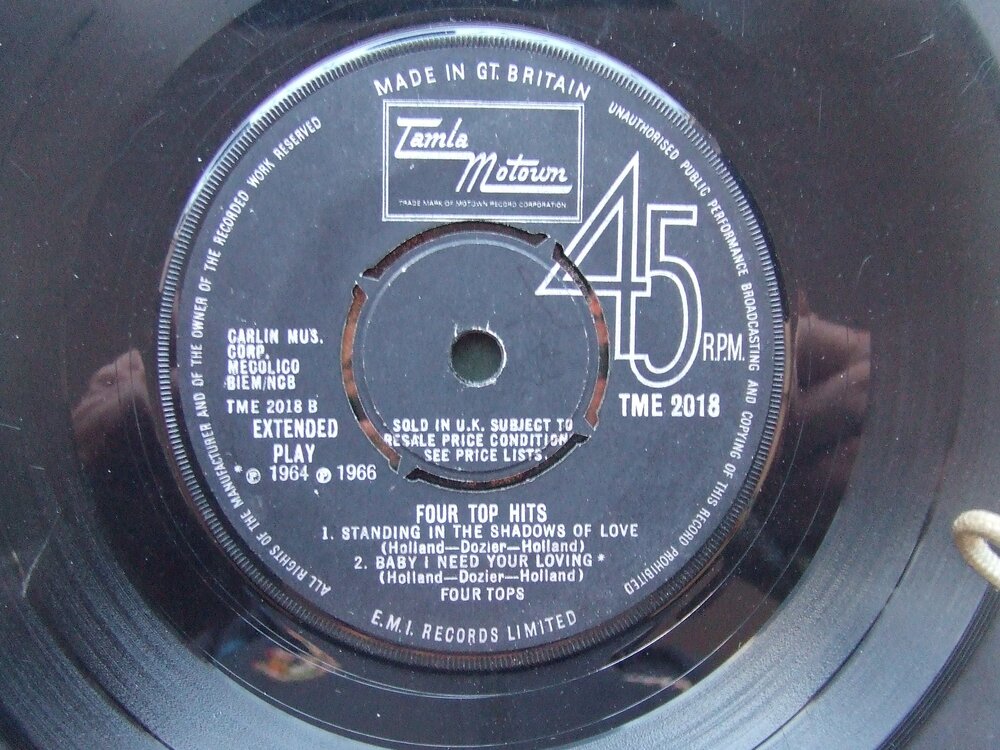 MADE IN GT. BRITAIN
Tamla
Motown
TRADE MARK OF MOTOWN RECORD CORPORATION
ALL RIGHTS OF THE MANUFACTURER AND OF THE OWNER OF THE RECORDED WORK RESERVED
UNAUTHORISED PUBLIC PERFORMANCE BROADCASTING AND COPYING OF THIS RECORD PROHIBITED
45 R.P.M.
TME 2018
CARLIN MUS.
CORP.
MECOLICO
BIEM/NCB
TME 2018 B
EXTENDED
PLAY
* ℗ 1964 ℗ 1966
SOLD IN U.K. SUBJECT TO
RESALE PRICE CONDITION
SEE PRICE LISTS.
FOUR TOP HITS
1. STANDING IN THE SHADOWS OF LOVE
(Holland—Dozier—Holland)
2. BABY I NEED YOUR LOVING *
(Holland—Dozier—Holland)
FOUR TOPS
E.M.I. RECORDS LIMITED